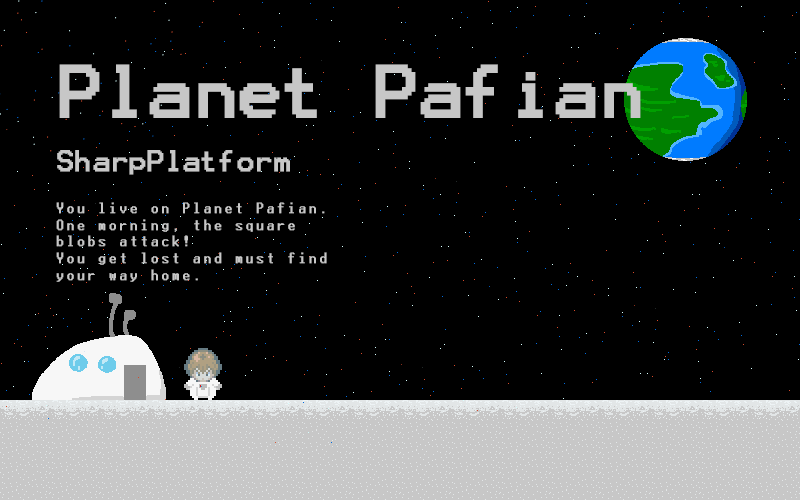 Planet Pafian
SharpPlatform
You live on Planet Pafian.
One morning, the square
blobs attack!
You get lost and must find
your way home.